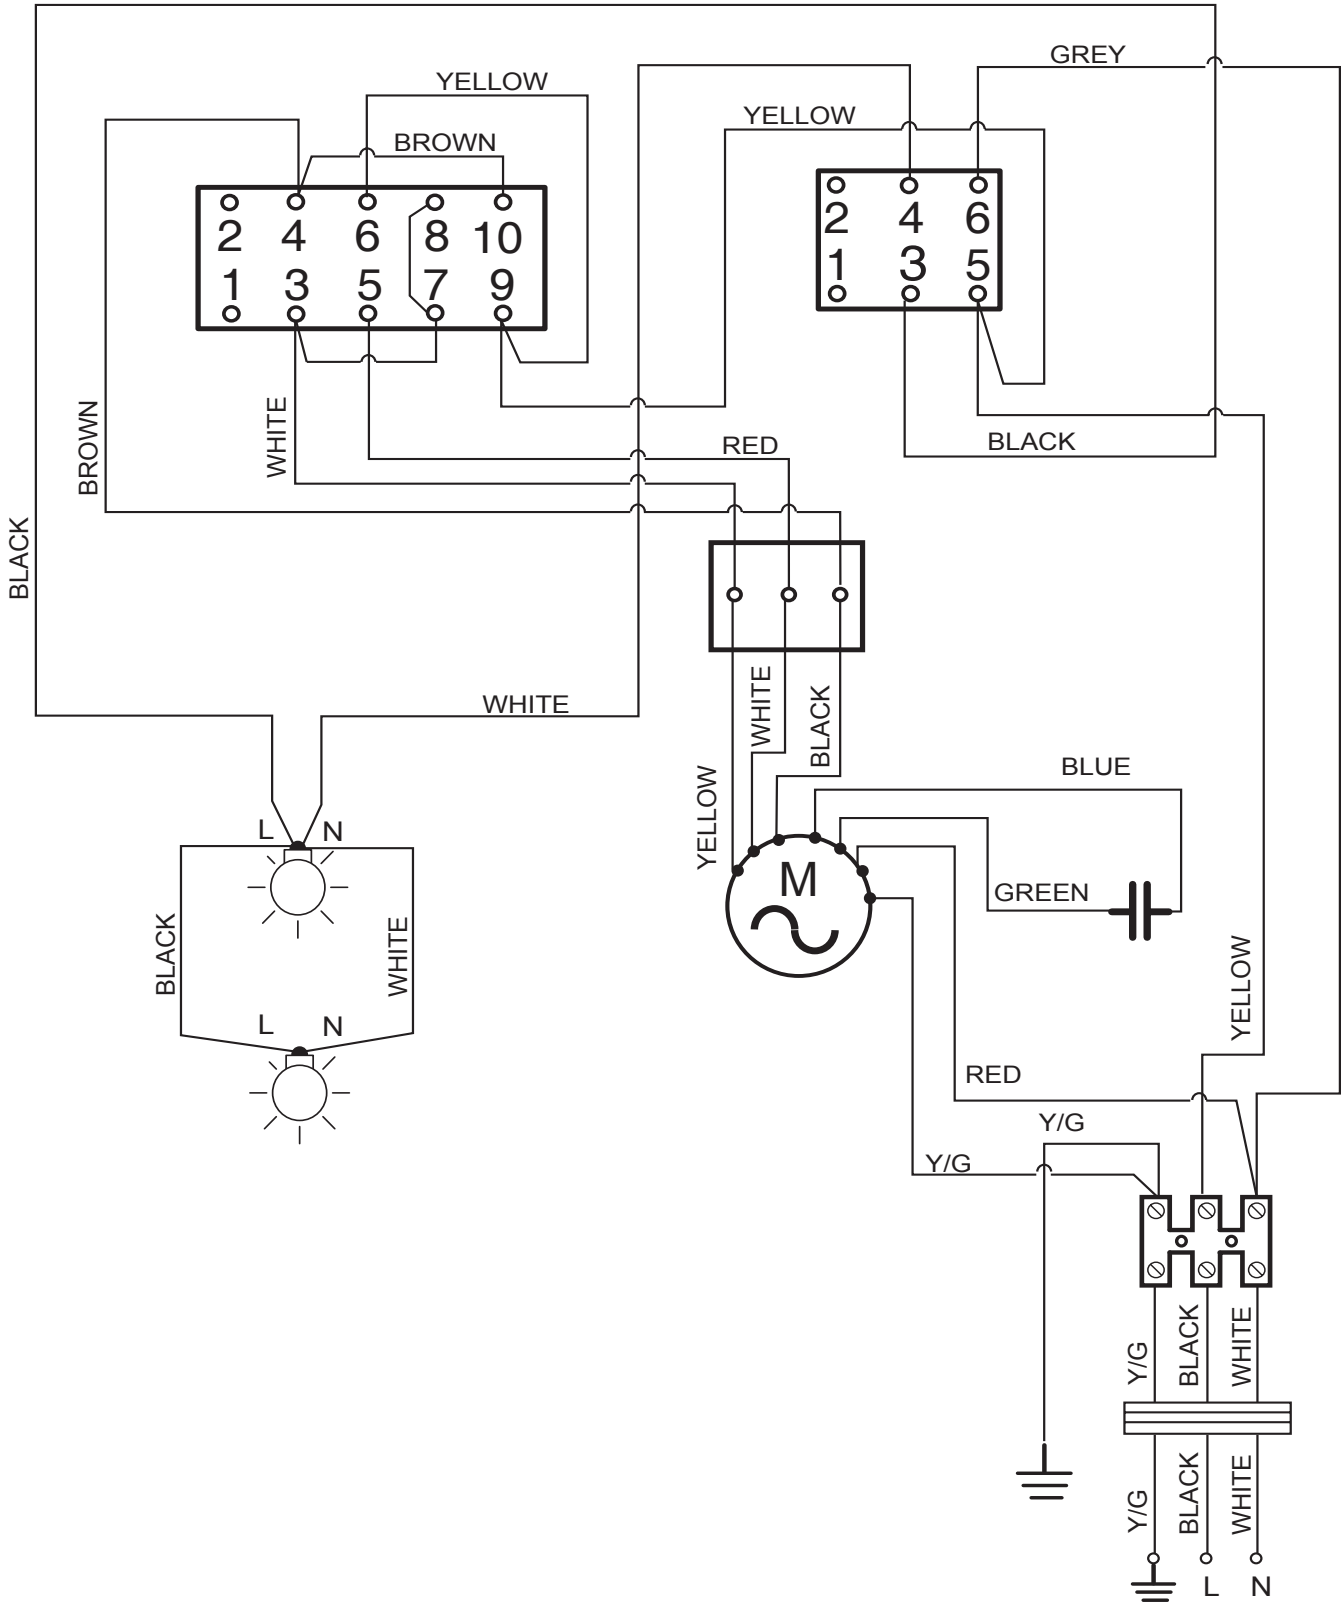 GREY
YELLOW
YELLOW
BROWN
2 4 6 8 10
1 3 5 7 9
2 4 6
1 3 5
BROWN
WHITE
RED
BLACK
BLACK
WHITE
WHITE
BLACK
YELLOW
BLUE
L N
M
GREEN
BLACK
WHITE
YELLOW
L N
RED
Y/G
Y/G
Y/G
BLACK
WHITE
Y/G
BLACK
WHITE
L N